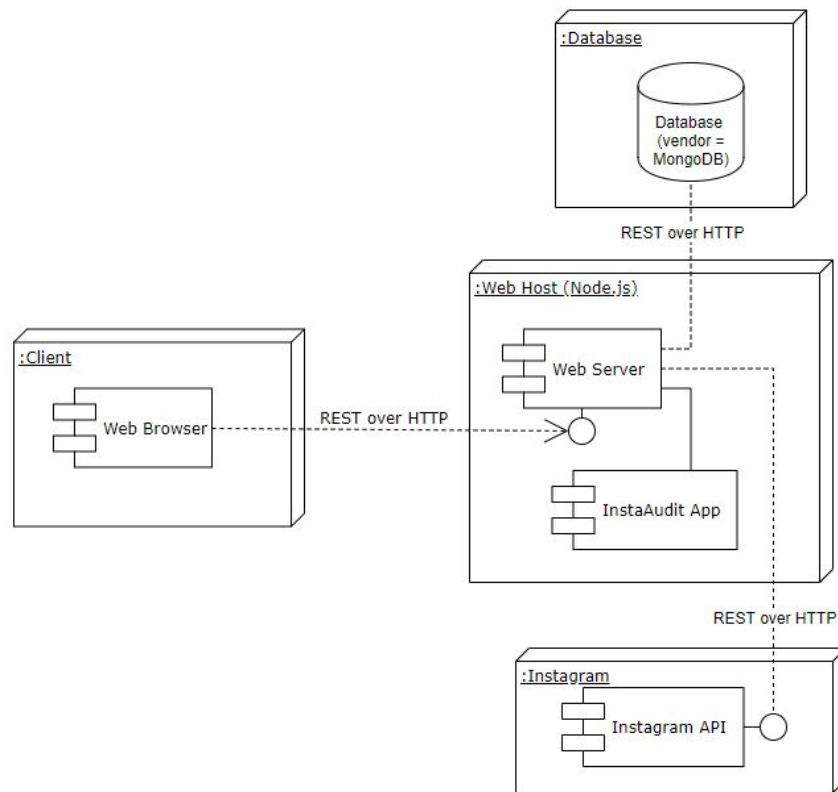 :Database
Database
(vendor =
MongoDB)
REST over HTTP
:Web Host (Node.js)
Web Server
:Client
Web Browser
REST over HTTP
InstaAudit App
REST over HTTP
:Instagram
Instagram API